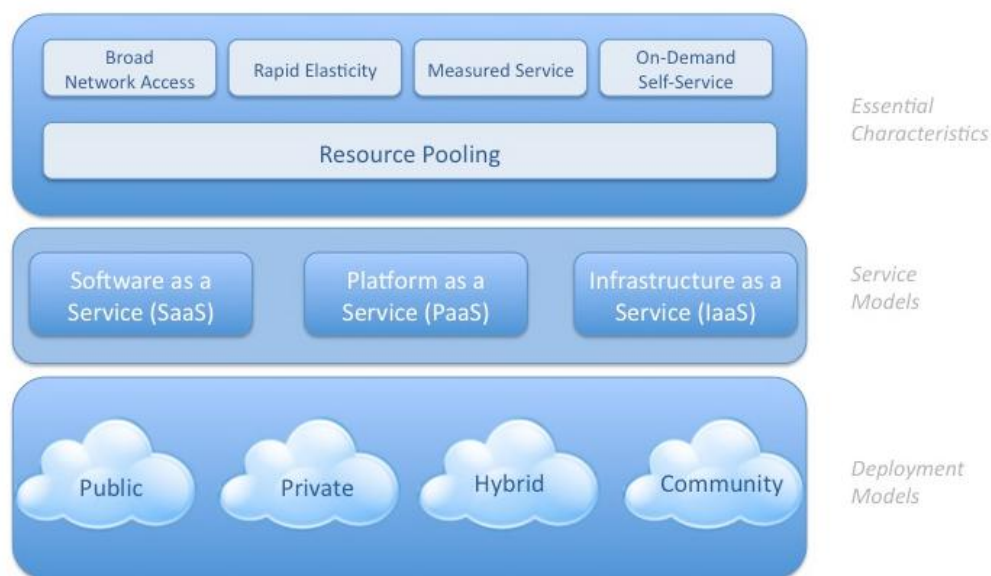 Broad
Network Access
Rapid Elasticity
Measured Service
On-Demand
Self-Service
Resource Pooling
Essential
Characteristics
Software as a
Service (SaaS)
Platform as a
Service (PaaS)
Infrastructure as a
Service (IaaS)
Service
Models
Public
Private
Hybrid
Community
Deployment
Models